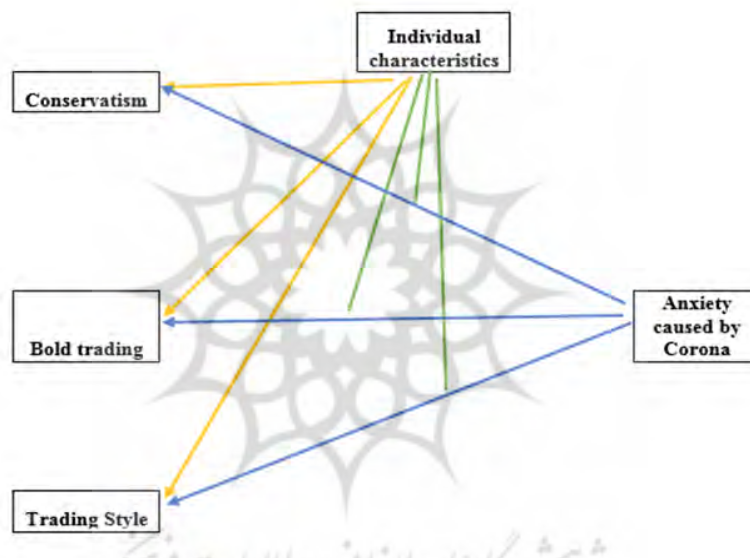 Individual
characteristics
Conservatism
Bold trading
Anxiety
caused by
Corona
Trading Style